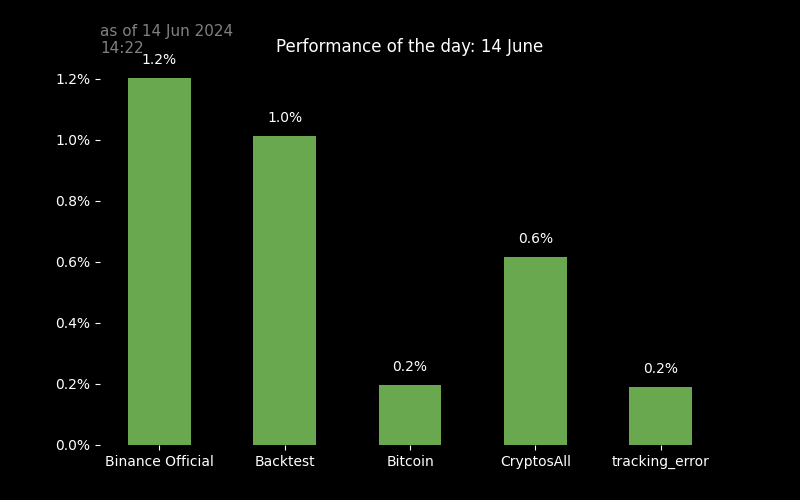 as of 14 Jun 2024
14:22
Performance of the day: 14 June
1.2%
1.0%
0.2%
0.6%
0.2%
1.2%
1.0%
0.8%
0.6%
0.4%
0.2%
0.0%
Binance Official
Backtest
Bitcoin
CryptosAll
tracking_error